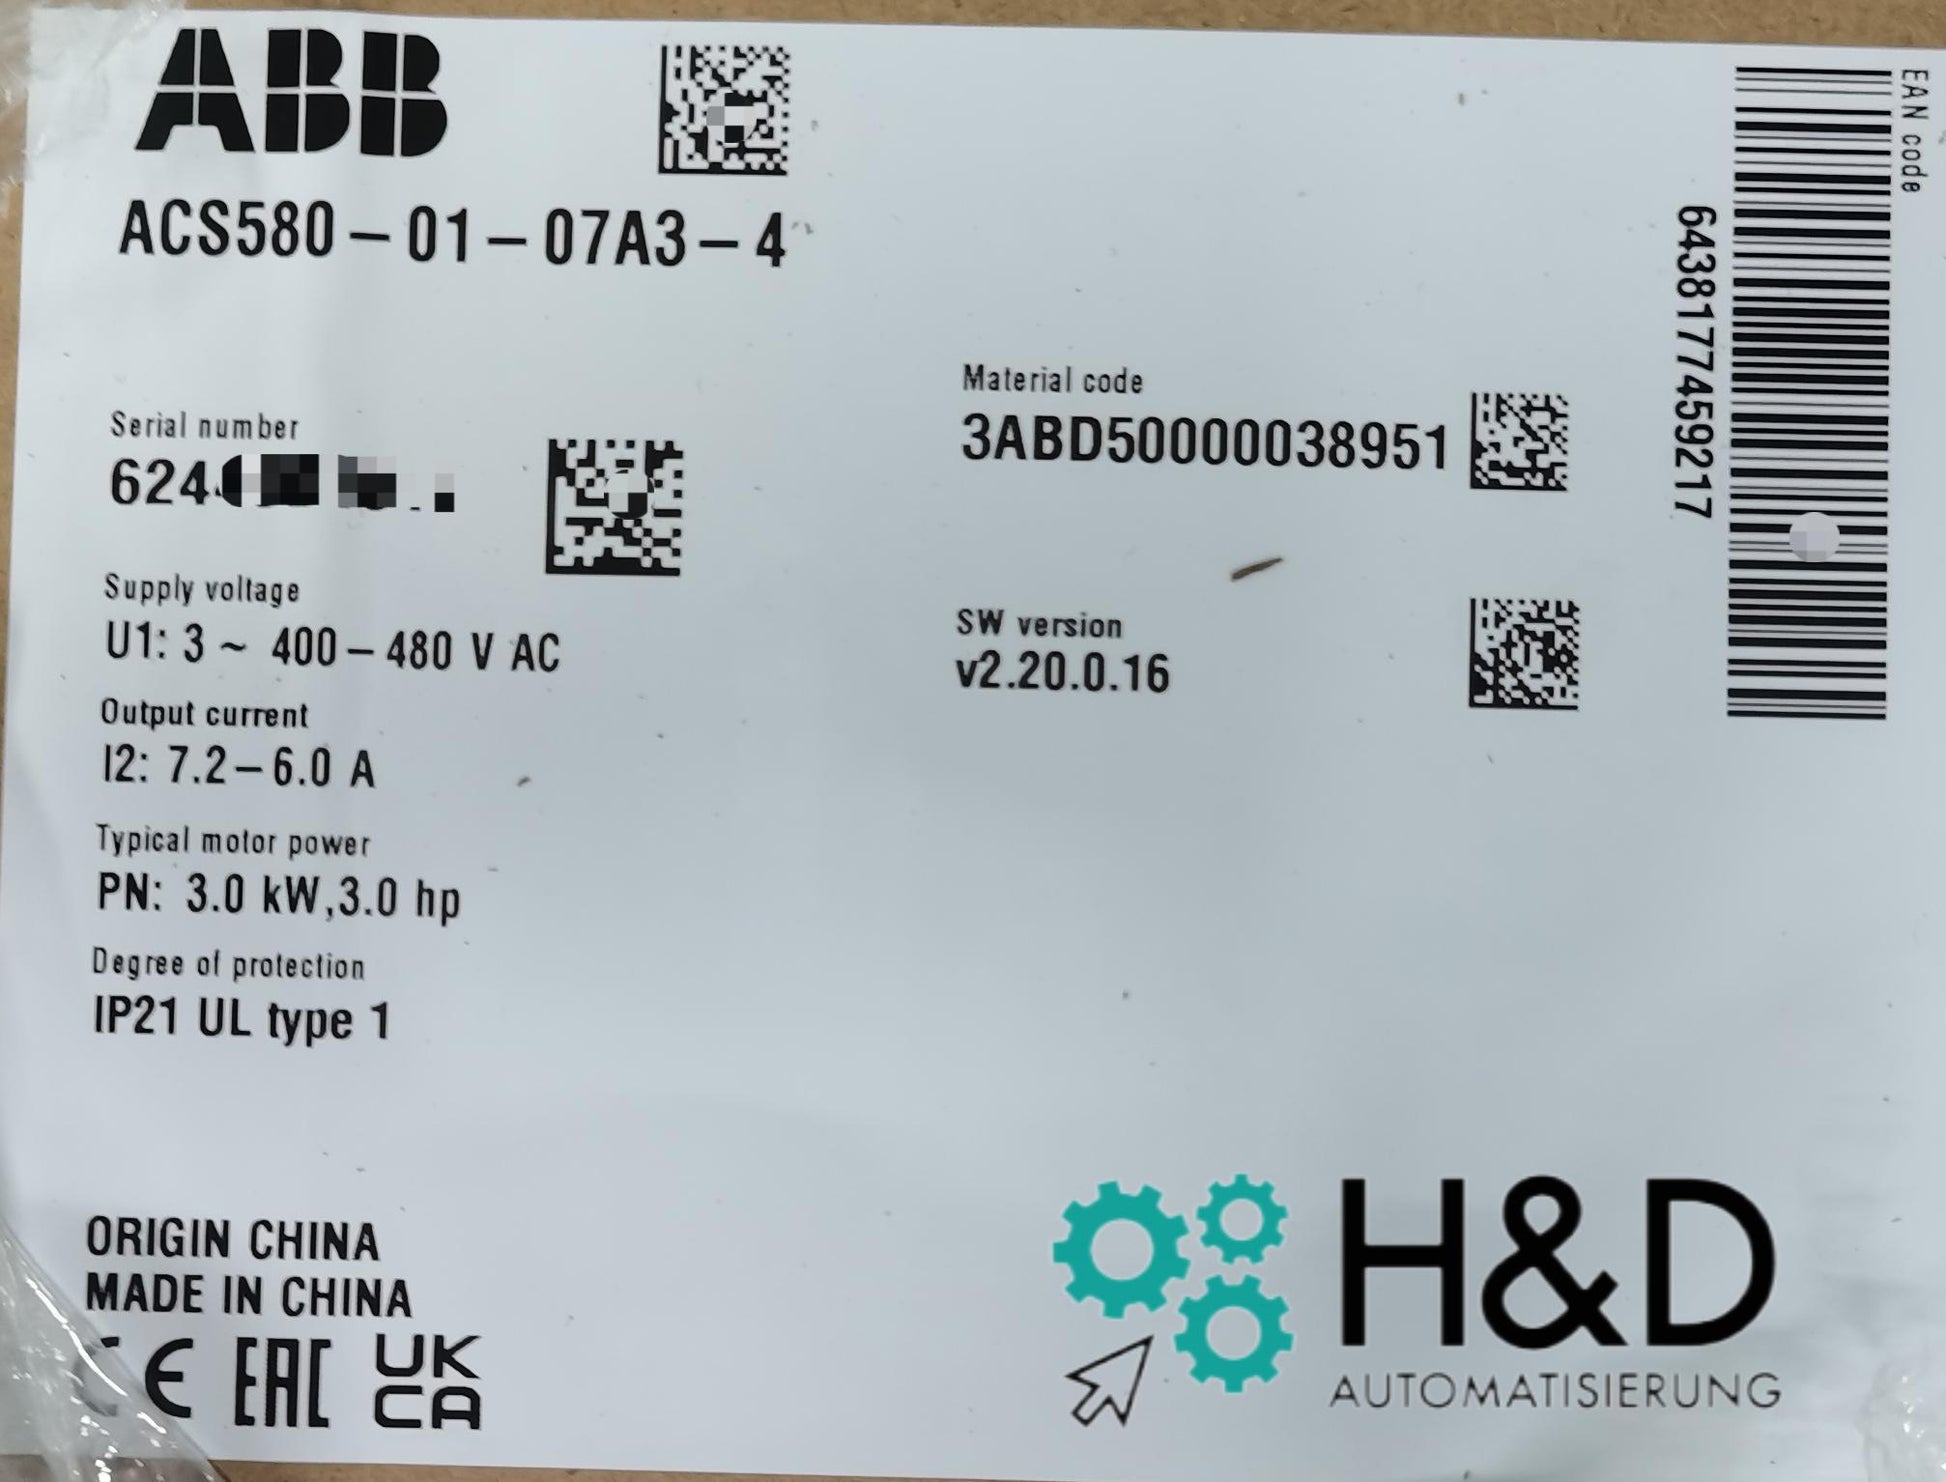 ABB
ACS580-01-07A3-4
Serial number
624
Supply voltage
U1: 3 ~ 400-480 V AC
Output current
I2: 7.2-6.0 A
Typical motor power
PN: 3.0 kW,3.0 hp
Degree of protection
IP21 UL type 1
Material code
3ABD50000038951
SW version
v2.20.0.16
EAN code
6438177459217
ORIGIN CHINA
MADE IN CHINA
CE EAC UK
CA
H&D
AUTOMATISIERUNG